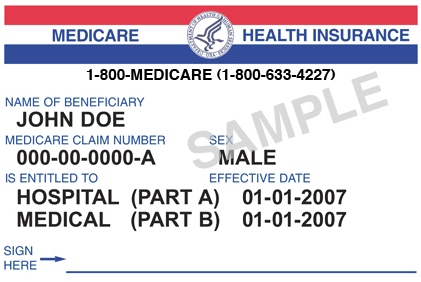 MEDICARE HEALTH INSURANCE
1-800-MEDICARE (1-800-633-4227)
NAME OF BENEFICIARY
JOHN DOE
MEDICARE CLAIM NUMBER SEX
000-00-0000-A MALE
IS ENTITLED TO EFFECTIVE DATE
HOSPITAL (PART A) 01-01-2007
MEDICAL (PART B) 01-01-2007
SIGN
HERE
SAMPLE